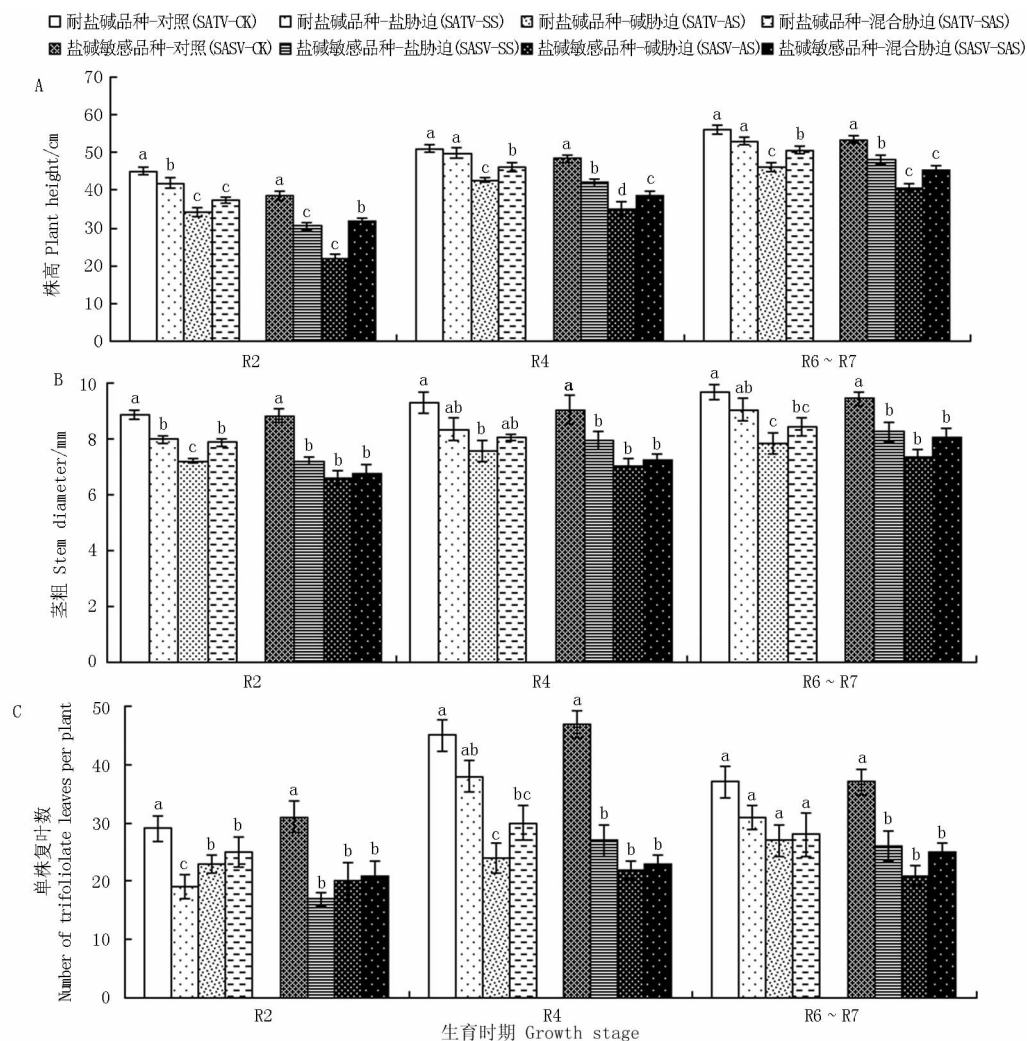 耐盐碱品种-对照(SATV-CK) 耐盐碱品种-盐胁迫(SATV-SS) 耐盐碱品种-碱胁迫(SATV-AS) 耐盐碱品种-混合胁迫(SATV-SAS)
盐碱敏感品种-对照(SASV-CK) 盐碱敏感品种-盐胁迫(SASV-SS) 盐碱敏感品种-碱胁迫(SASV-AS) 盐碱敏感品种-混合胁迫(SASV-SAS)
A
株高 Plant height/cm
70
60
50
40
30
20
10
0
a b c c a c c b
a a c b a b d c
a a c b a b c c
R2 R4 R6~R7
B
茎粗 Stem diameter/mm
10
8
6
4
2
0
a b c b a b b b
a ab b ab a b b b
a ab c bc a b b b
R2 R4 R6~R7
C
单株复叶数
Number of trifoliolate leaves per plant
50
40
30
20
10
0
a c b b a b b b
a ab c bc a b b b
a a a a a b b b
R2 R4 R6~R7
生育时期 Growth stage